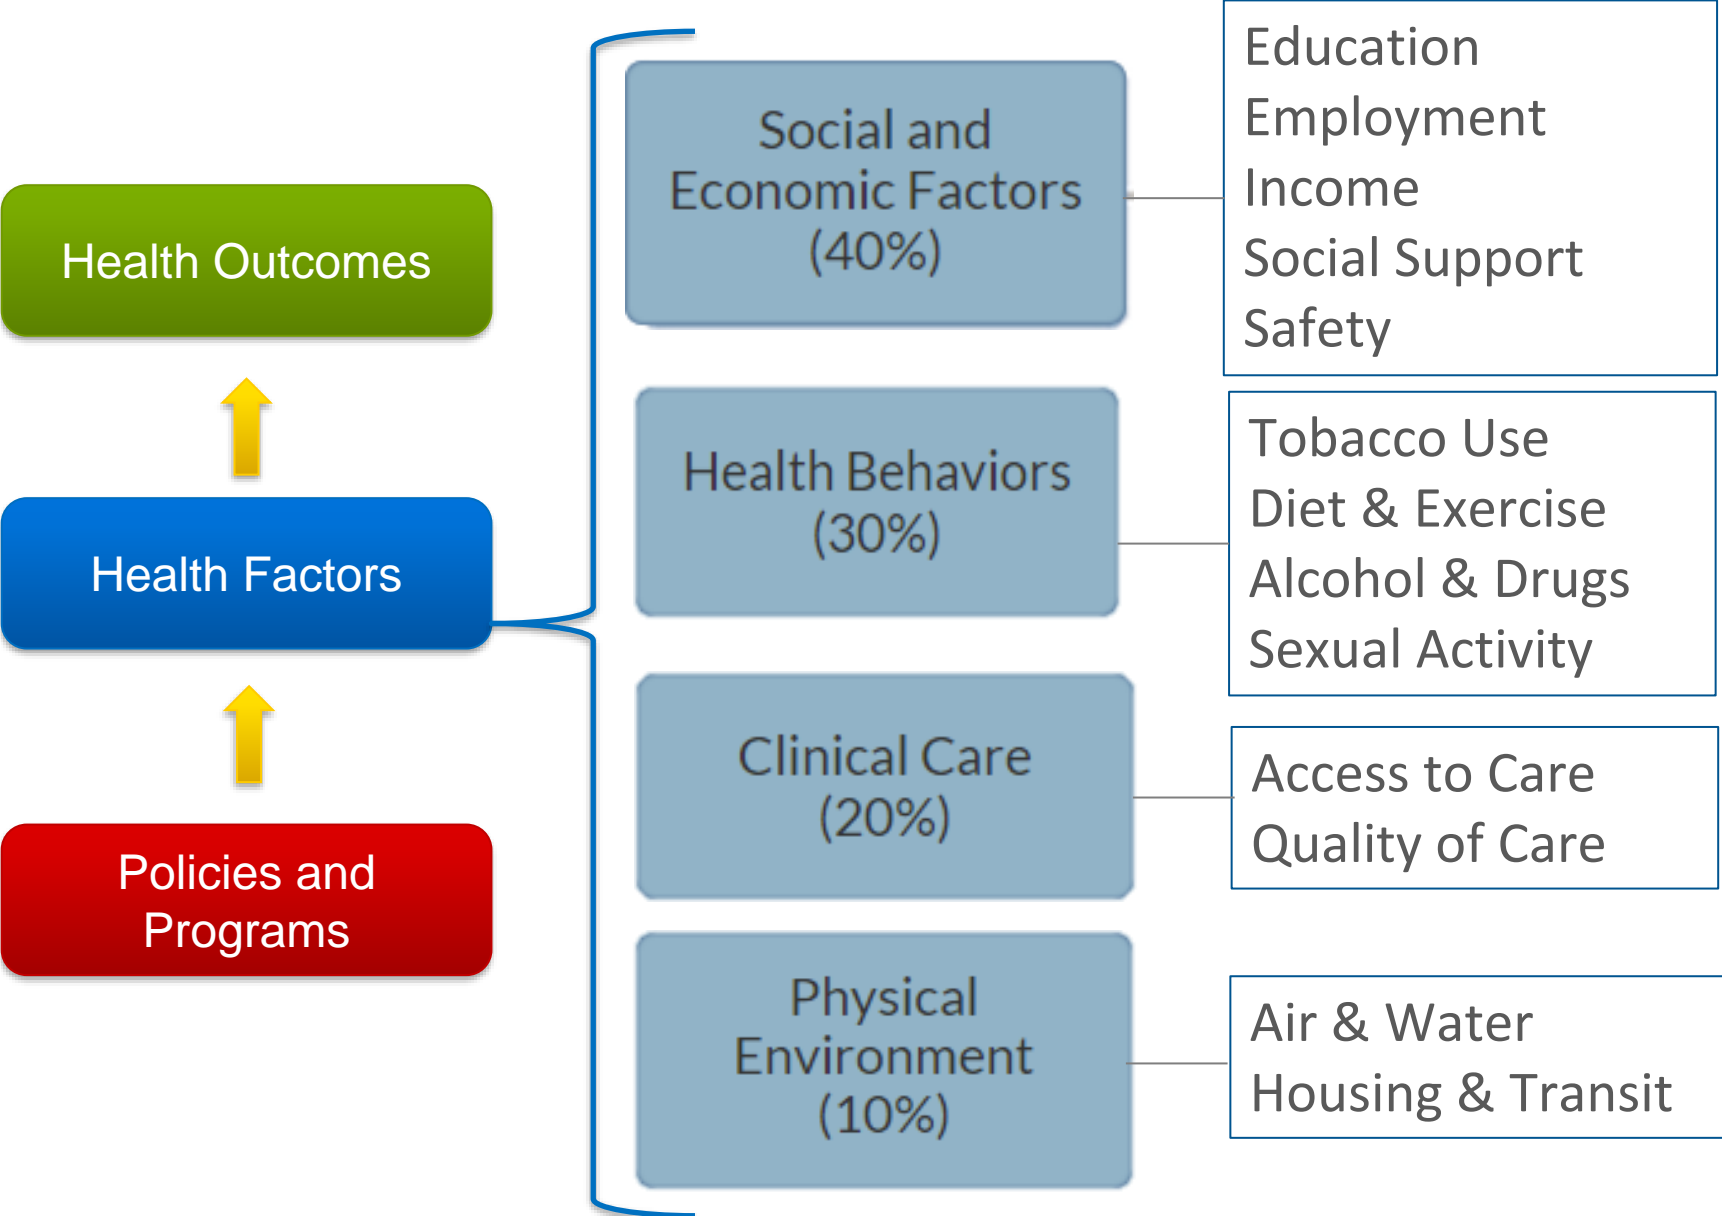 Health Outcomes
Health Factors
Policies and
Programs
Social and
Economic Factors
(40%)
Education
Employment
Income
Social Support
Safety
Health Behaviors
(30%)
Tobacco Use
Diet & Exercise
Alcohol & Drugs
Sexual Activity
Clinical Care
(20%)
Access to Care
Quality of Care
Physical
Environment
(10%)
Air & Water
Housing & Transit